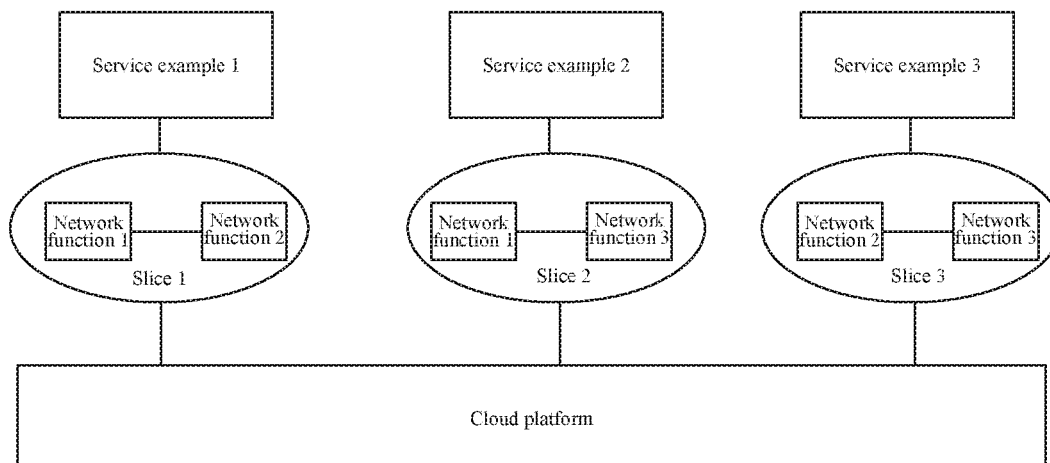 Service example 1
Service example 2
Service example 3
Network
function 1
Network
function 2
Slice 1
Network
function 1
Network
function 3
Slice 2
Network
function 2
Network
function 3
Slice 3
Cloud platform